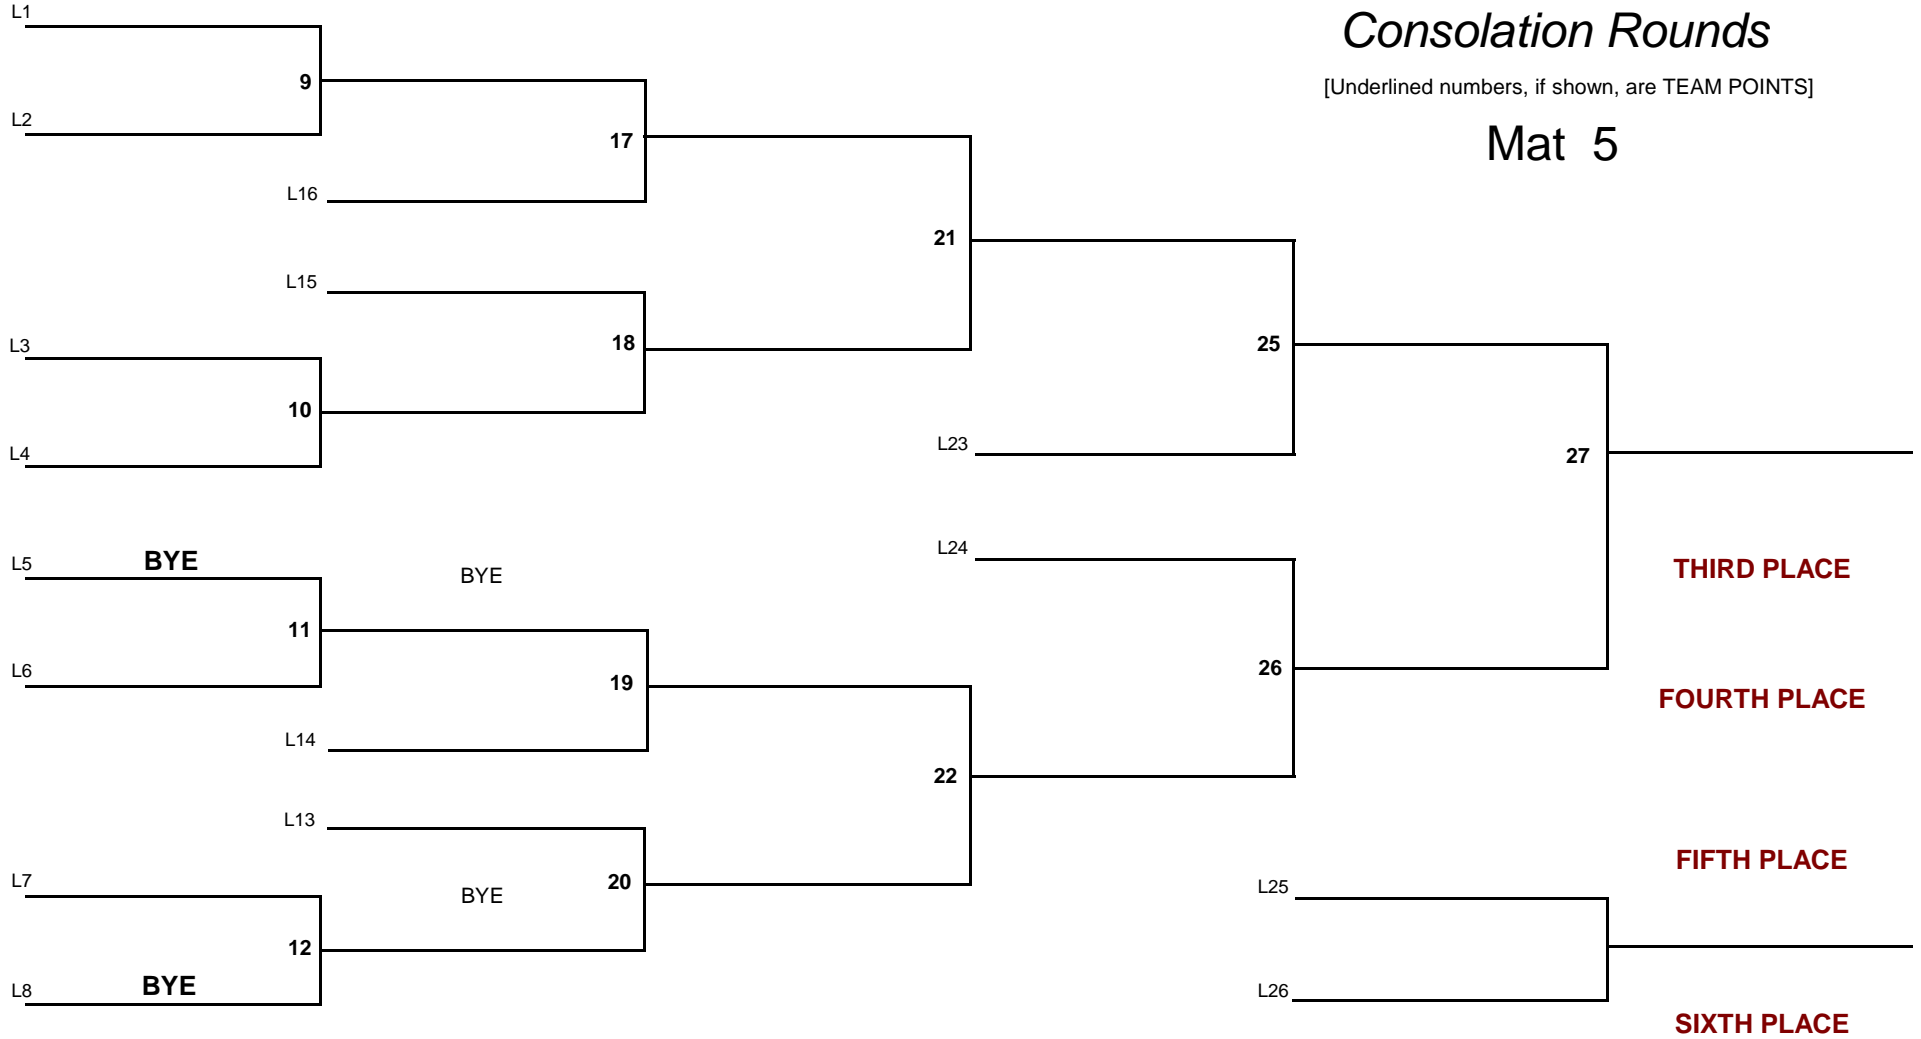 L1
Consolation Rounds
9
[Underlined numbers, if shown, are TEAM POINTS]
L2
17
Mat 5
L16
21
L15
L3
18
25
10
L4
L23
27
L5
BYE
BYE
L24
THIRD PLACE
11
L6
19
26
FOURTH PLACE
L14
22
L13
FIFTH PLACE
L7
BYE
20
L25
12
L8
BYE
L26
SIXTH PLACE